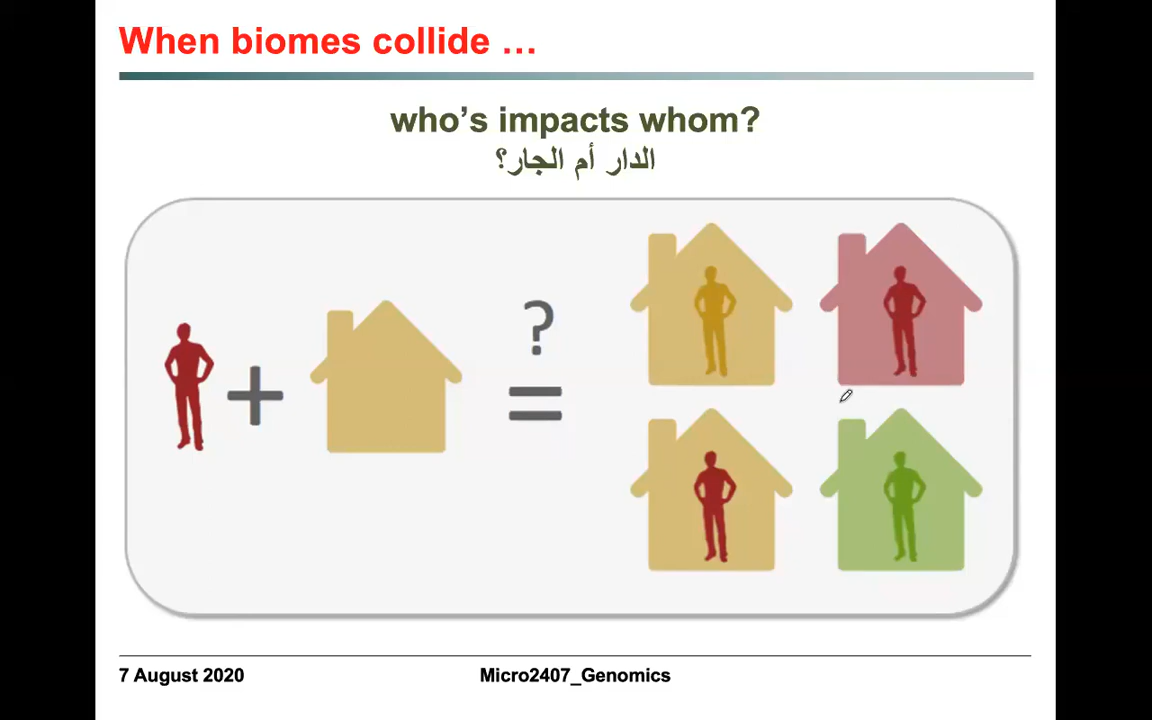 When biomes collide …
who’s impacts whom?
الدار أم الجار؟
+
?
=
7 August 2020
Micro2407_Genomics